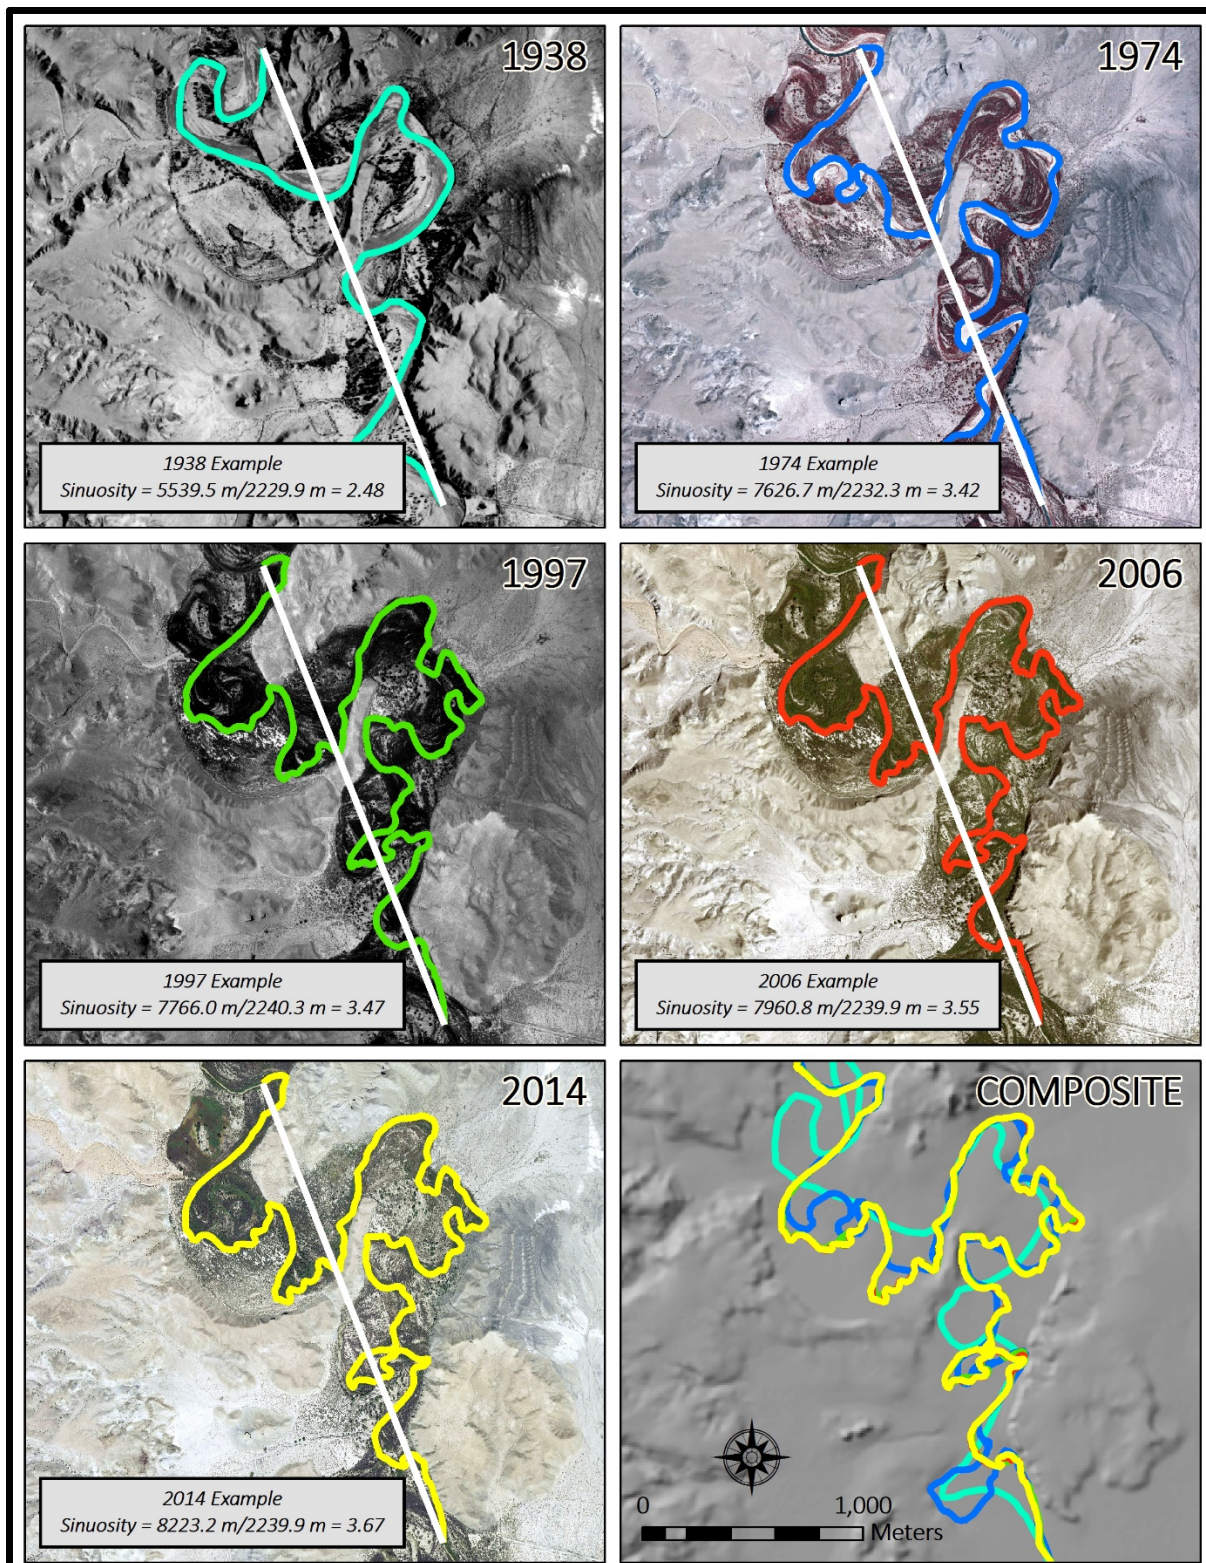 1938
1938 Example
Sinuosity = 5539.5 m/2229.9 m = 2.48
1974
1974 Example
Sinuosity = 7626.7 m/2232.3 m = 3.42
1997
1997 Example
Sinuosity = 7766.0 m/2240.3 m = 3.47
2006
2006 Example
Sinuosity = 7960.8 m/2239.9 m = 3.55
2014
2014 Example
Sinuosity = 8223.2 m/2239.9 m = 3.67
COMPOSITE
0 1,000
Meters